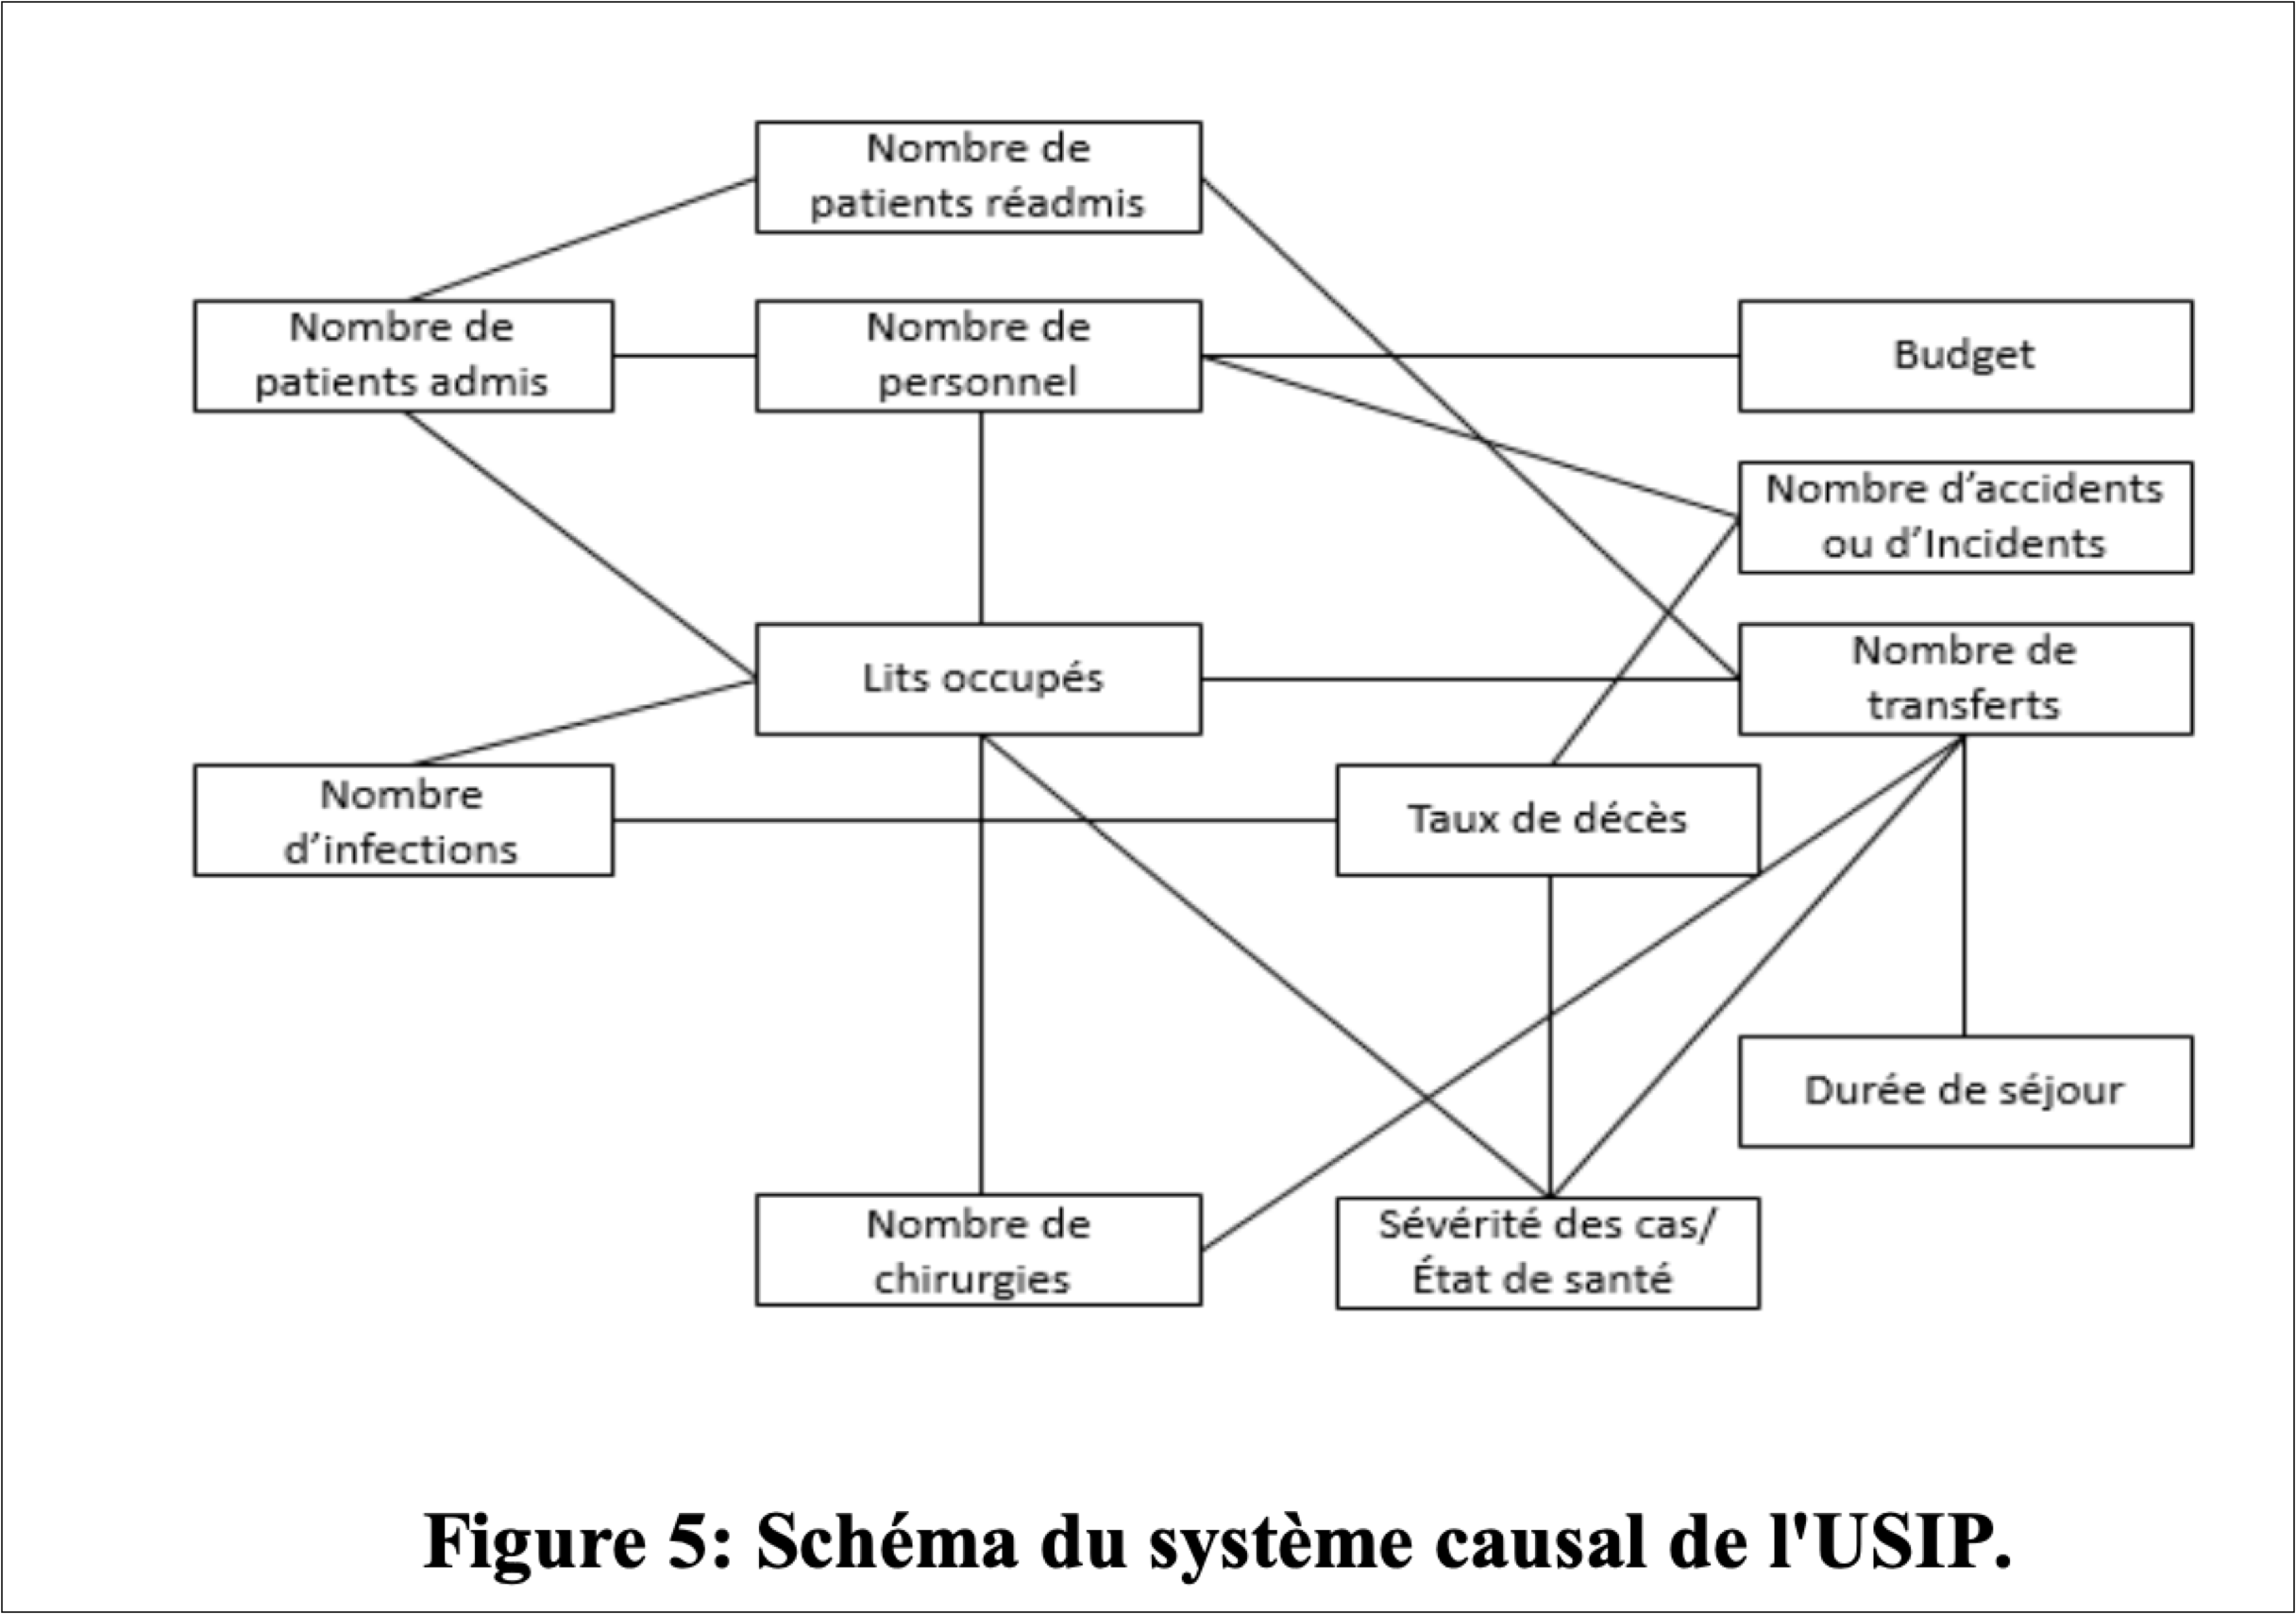 Nombre de
patients réadmis
Nombre de
patients admis
Nombre de
personnel
Budget
Nombre d’accidents
ou d’Incidents
Lits occupés
Nombre de
transferts
Nombre
d’infections
Taux de décès
Durée de séjour
Nombre de
chirurgies
Sévérité des cas/
État de santé
Figure 5: Schéma du système causal de l'USIP.